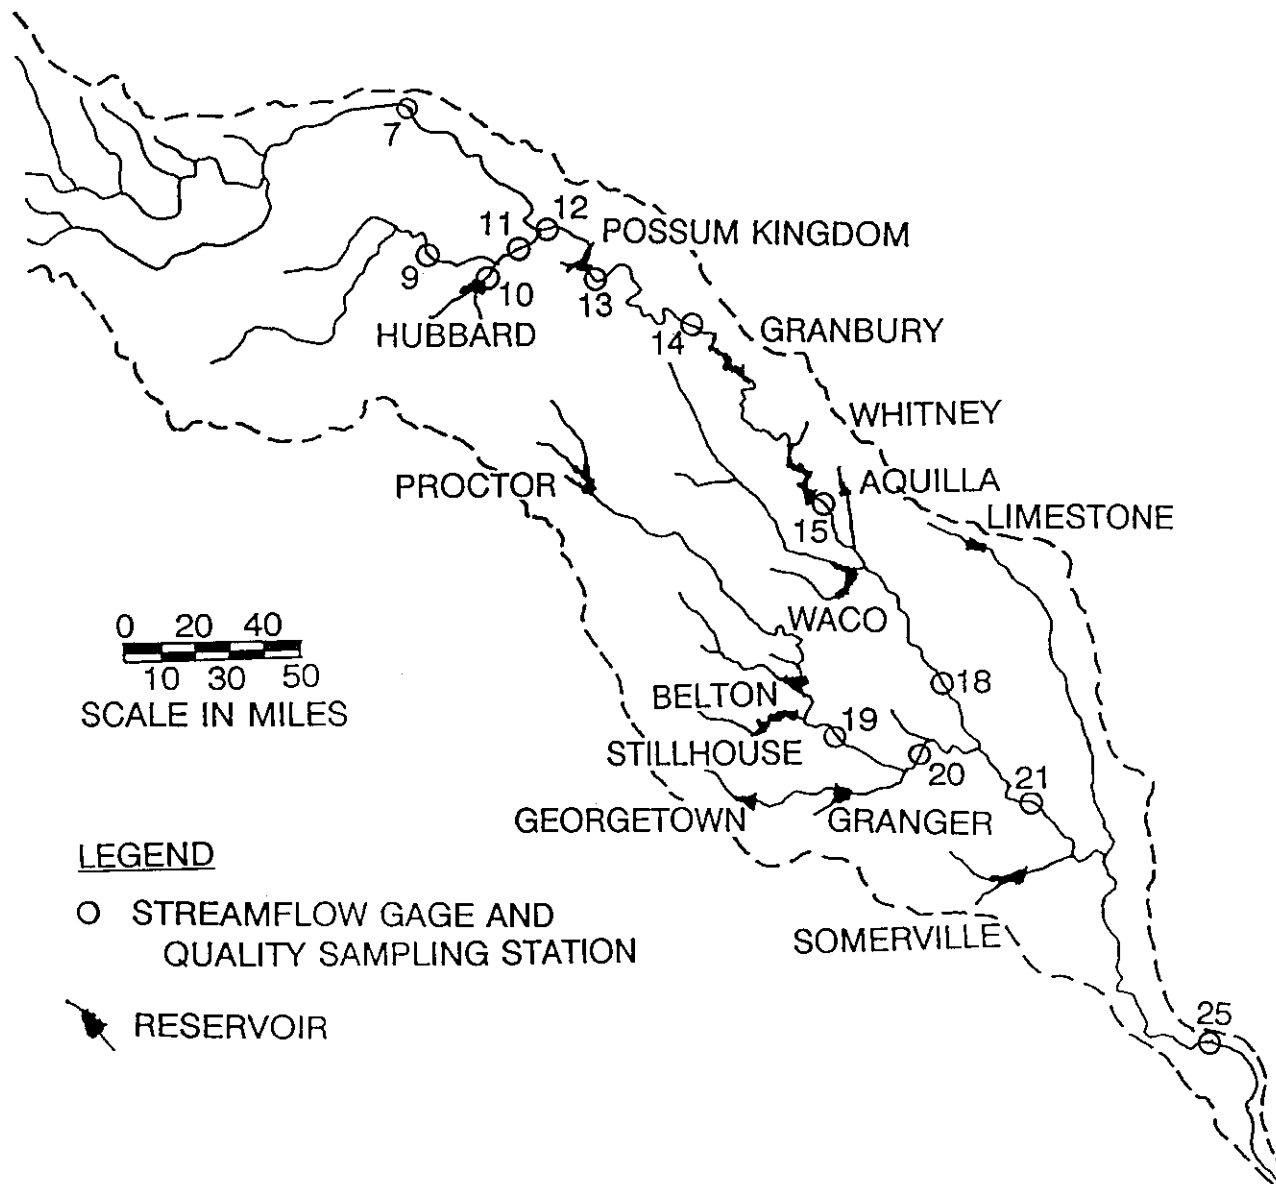 7
12
11
POSSUM KINGDOM
9
10
13
HUBBARD
14
GRANBURY
WHITNEY
PROCTOR
AQUILLA
15
LIMESTONE
WACO
0 20 40
10 30 50
SCALE IN MILES
BELTON
18
19
STILLHOUSE
20
21
GEORGETOWN
GRANGER
LEGEND
STREAMFLOW GAGE AND
QUALITY SAMPLING STATION
SOMERVILLE
RESERVOIR
25